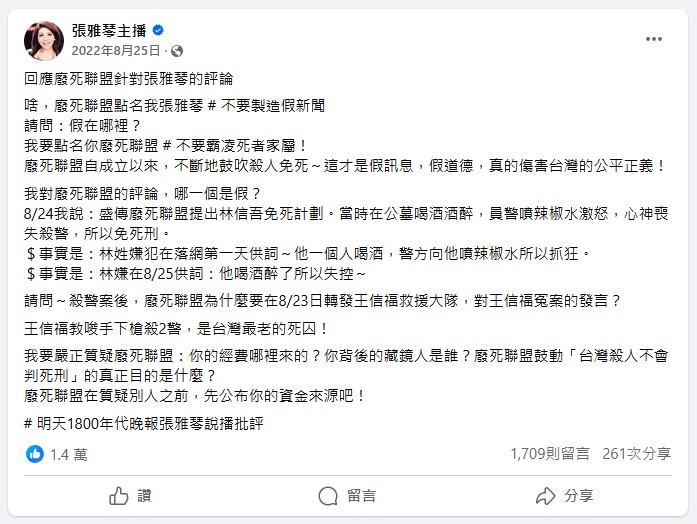 張雅琴主播
2022年8月25日 ·
回應廢死聯盟針對張雅琴的評論
啥，廢死聯盟點名我張雅琴 # 不要製造假新聞
請問：假在哪裡？
我要點名你廢死聯盟 # 不要霸凌死者家屬！
廢死聯盟自成立以來，不斷地鼓吹殺人免死～這才是假訊息，假道德，真的傷害台灣的公平正義！
我對廢死聯盟的評論，哪一個是假？
8/24我說：盛傳廢死聯盟提出林信吾免死計劃。當時在公墓喝酒酒醉，員警噴辣椒水激怒，心神喪
失殺警，所以免死刑。
＄事實是：林姓嫌犯在落網第一天供詞～他一個人喝酒，警方向他噴辣椒水所以抓狂。
＄事實是：林嫌在8/25供詞：他喝酒醉了所以失控～
請問～殺警案後，廢死聯盟為什麼要在8/23日轉發王信福救援大隊，對王信福冤案的發言？
王信福教唆手下槍殺2警，是台灣最老的死囚！
我要嚴正質疑廢死聯盟：你的經費哪裡來的？你背後的藏鏡人是誰？廢死聯盟鼓動「台灣殺人不會
判死刑」的真正目的是什麼？
廢死聯盟在質疑別人之前，先公布你的資金來源吧！
# 明天1800年代晚報張雅琴說播批評
1.4 萬
1,709則留言 261次分享
讚 留言 分享